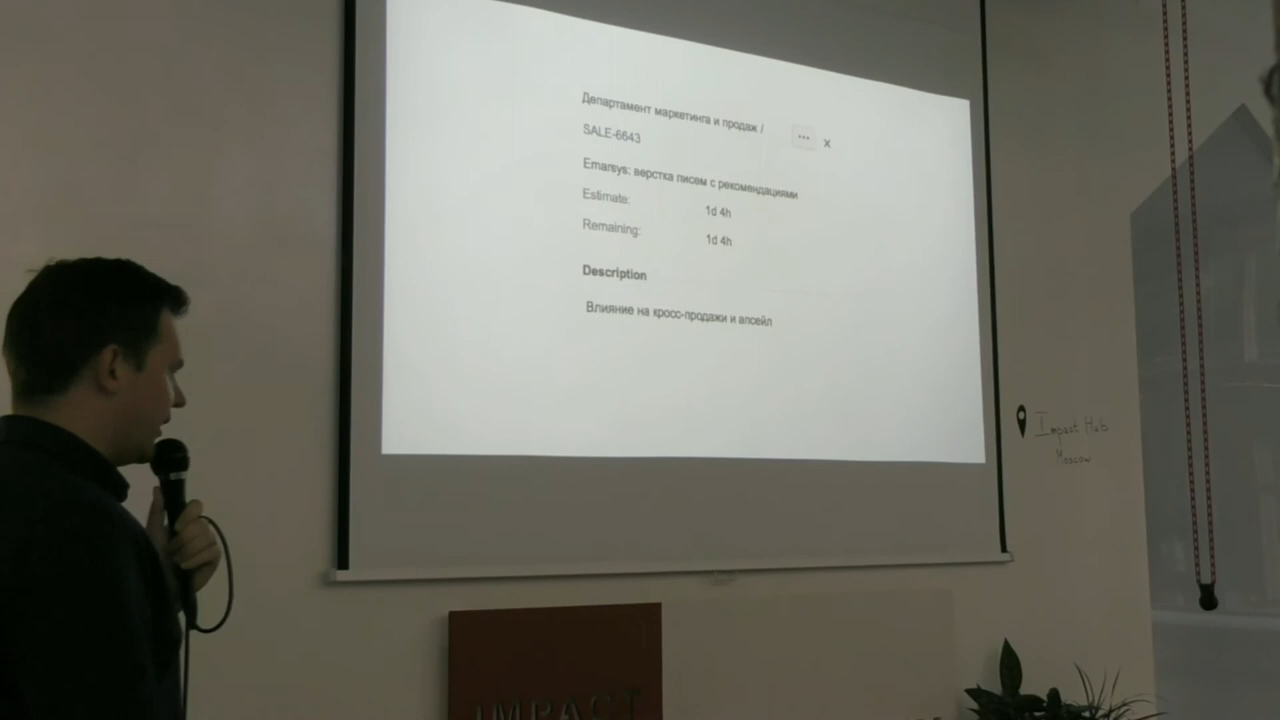 Департамент маркетинга и продаж /
SALE-6643
... x
Emarsys: верстка писем с рекомендациями
Estimate: 1d 4h
Remaining: 1d 4h
Description
Влияние на кросс-продажи и апсейл
Impact Hub
Moscow
IMPACT